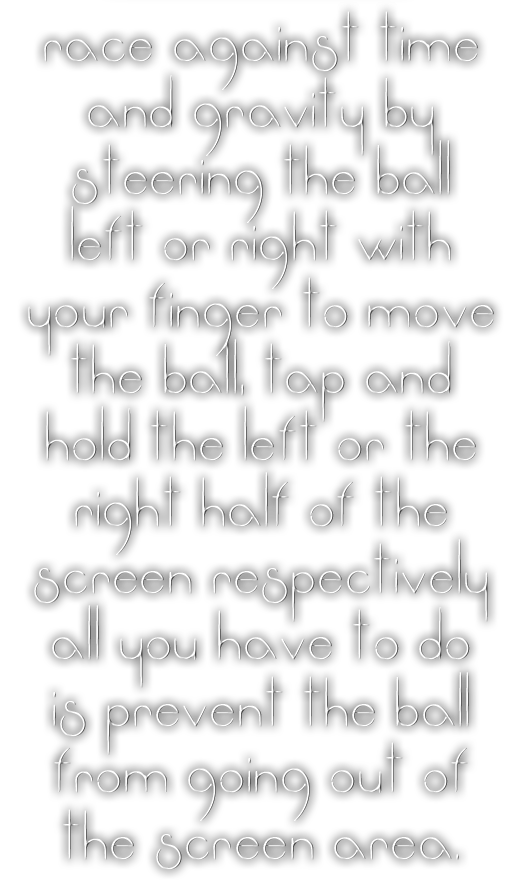 race against time
and gravity by
steering the ball
left or right with
your finger to move
the ball, tap and
hold the left or the
right half of the
screen respectively
all you have to do
is prevent the ball
from going out of
the screen area.